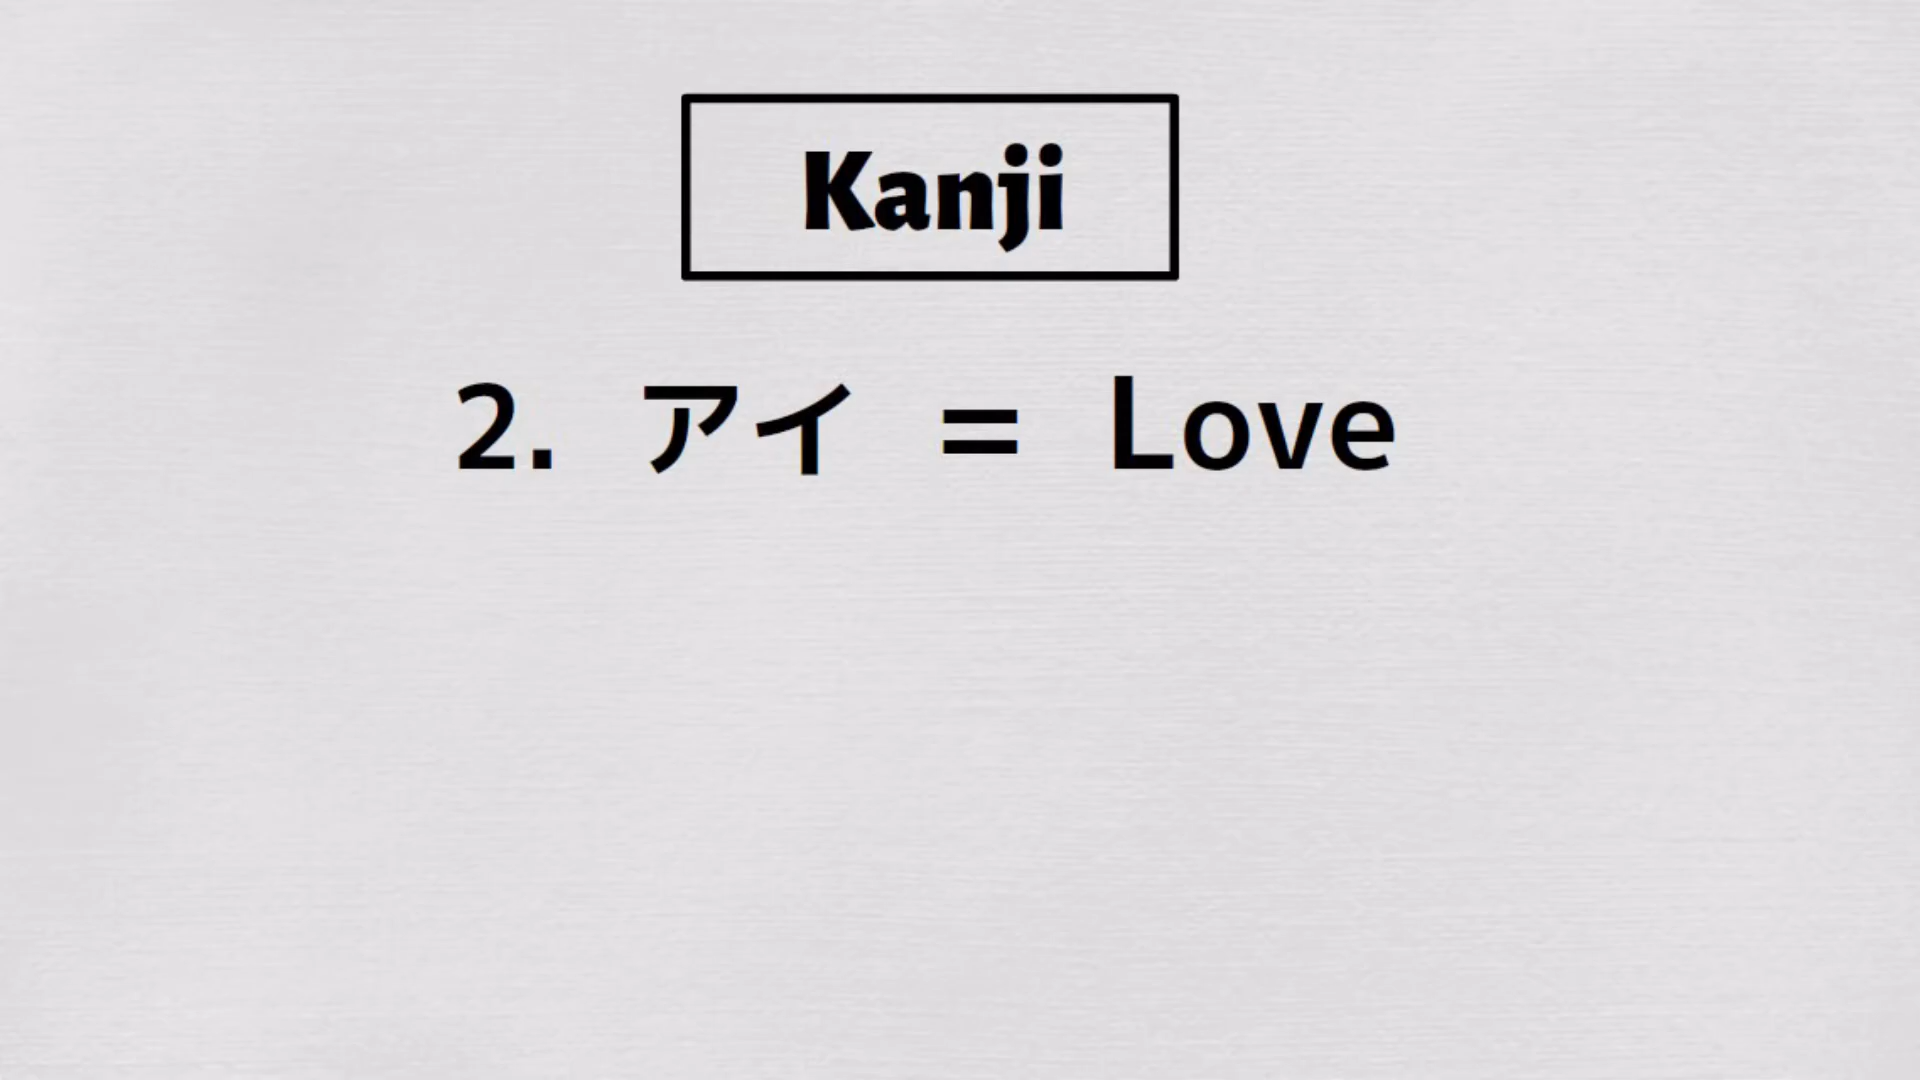 Kanji
2. アイ = Love